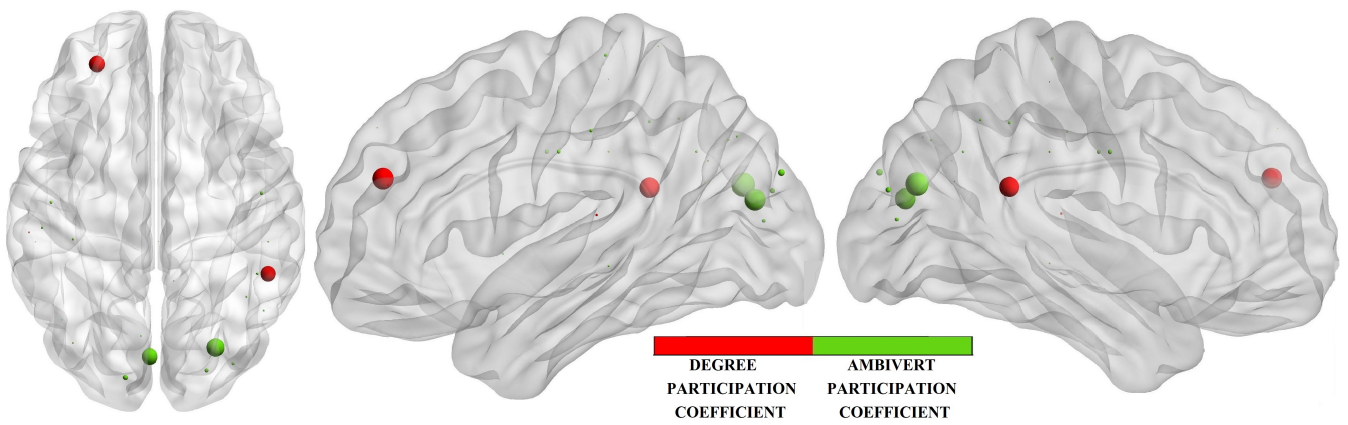 DEGREE
PARTICIPATION
COEFFICIENT
AMBIVERT
PARTICIPATION
COEFFICIENT